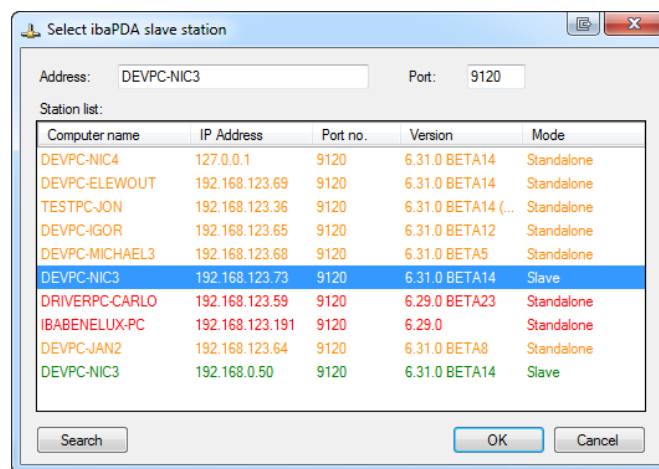 Select ibaPDA slave station
Address: DEVPC-NIC3 Port: 9120
Station list:
Computer name IP Address Port no. Version Mode
DEVPC-NIC4 127.0.0.1 9120 6.31.0 BETA14 Standalone
DEVPC-ELEWOUT 192.168.123.69 9120 6.31.0 BETA14 Standalone
TESTPC-JON 192.168.123.36 9120 6.31.0 BETA14 (... Standalone
DEVPC-IGOR 192.168.123.65 9120 6.31.0 BETA12 Standalone
DEVPC-MICHAEL3 192.168.123.68 9120 6.31.0 BETA5 Standalone
DEVPC-NIC3 192.168.123.73 9120 6.31.0 BETA14 Slave
DRIVERPC-CARLO 192.168.123.59 9120 6.29.0 BETA23 Standalone
IBABENELUX-PC 192.168.123.191 9120 6.29.0 Standalone
DEVPC-JAN2 192.168.123.64 9120 6.31.0 BETA8 Standalone
DEVPC-NIC3 192.168.0.50 9120 6.31.0 BETA14 Slave
Search OK Cancel